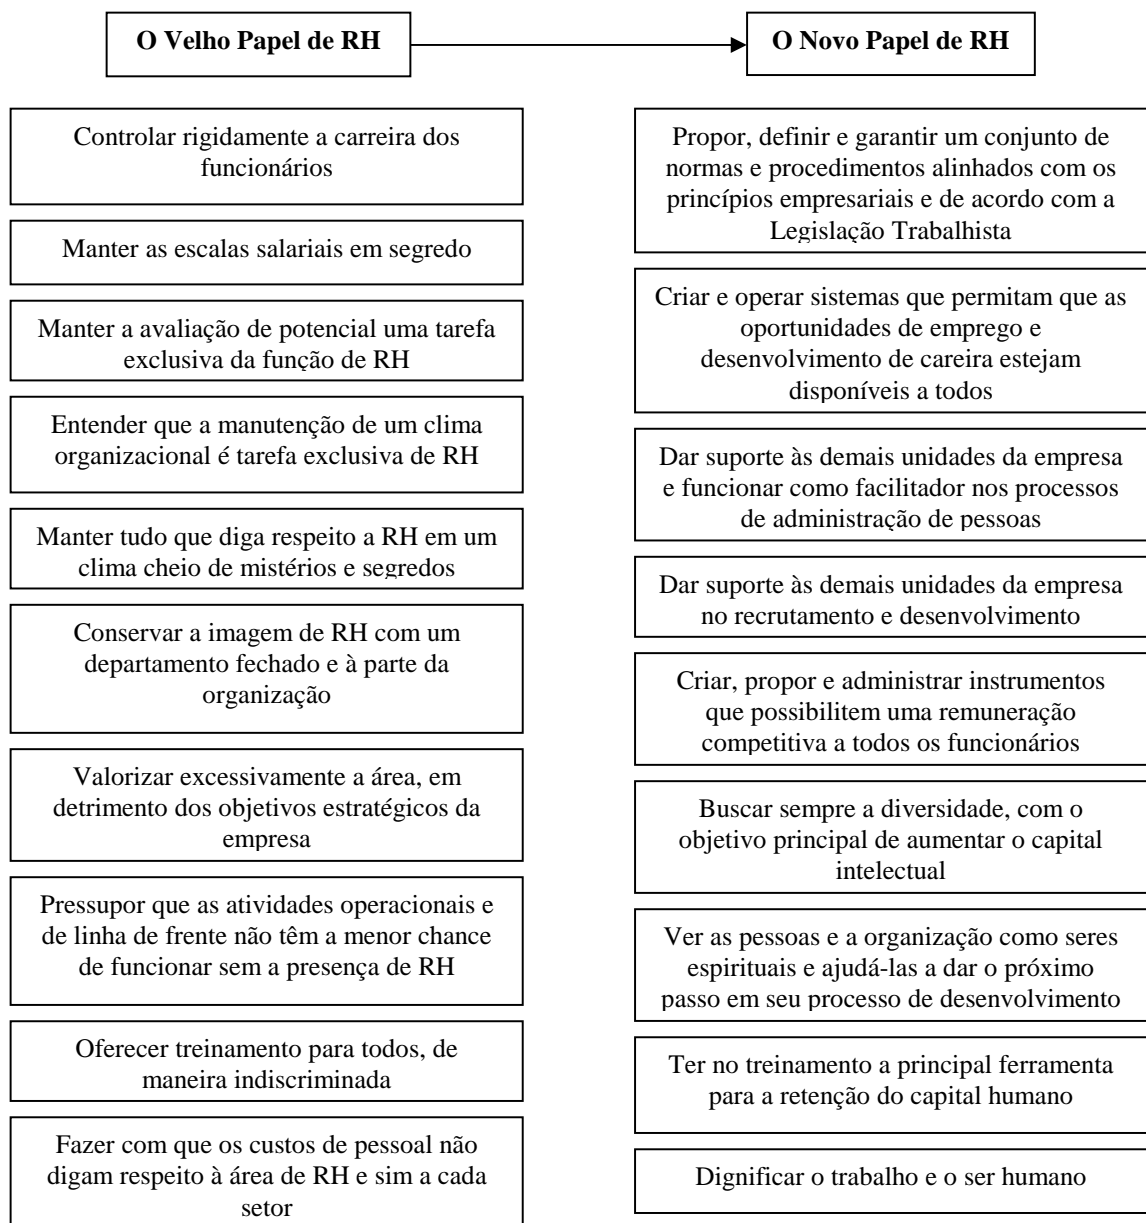 O Velho Papel de RH
O Novo Papel de RH
Controlar rigidamente a carreira dos
funcionários
Manter as escalas salariais em segredo
Manter a avaliação de potencial uma tarefa
exclusiva da função de RH
Entender que a manutenção de um clima
organizacional é tarefa exclusiva de RH
Manter tudo que diga respeito a RH em um
clima cheio de mistérios e segredos
Conservar a imagem de RH com um
departamento fechado e à parte da
organização
Valorizar excessivamente a área, em
detrimento dos objetivos estratégicos da
empresa
Pressupor que as atividades operacionais e
de linha de frente não têm a menor chance
de funcionar sem a presença de RH
Oferecer treinamento para todos, de
maneira indiscriminada
Fazer com que os custos de pessoal não
digam respeito à área de RH e sim a cada
setor
Propor, definir e garantir um conjunto de
normas e procedimentos alinhados com os
princípios empresariais e de acordo com a
Legislação Trabalhista
Criar e operar sistemas que permitam que as
oportunidades de emprego e
desenvolvimento de careira estejam
disponíveis a todos
Dar suporte às demais unidades da empresa
e funcionar como facilitador nos processos
de administração de pessoas
Dar suporte às demais unidades da empresa
no recrutamento e desenvolvimento
Criar, propor e administrar instrumentos
que possibilitem uma remuneração
competitiva a todos os funcionários
Buscar sempre a diversidade, com o
objetivo principal de aumentar o capital
intelectual
Ver as pessoas e a organização como seres
espirituais e ajudá-las a dar o próximo
passo em seu processo de desenvolvimento
Ter no treinamento a principal ferramenta
para a retenção do capital humano
Dignificar o trabalho e o ser humano